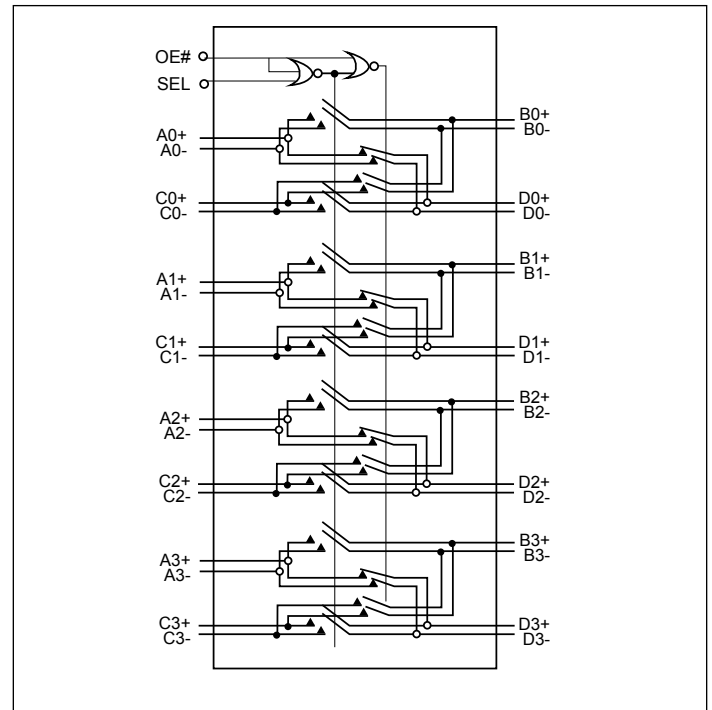 OE#
SEL
B0+
B0-
A0+
A0-
C0+
C0-
D0+
D0-
B1+
B1-
A1+
A1-
C1+
C1-
D1+
D1-
B2+
B2-
A2+
A2-
C2+
C2-
D2+
D2-
B3+
B3-
A3+
A3-
C3+
C3-
D3+
D3-